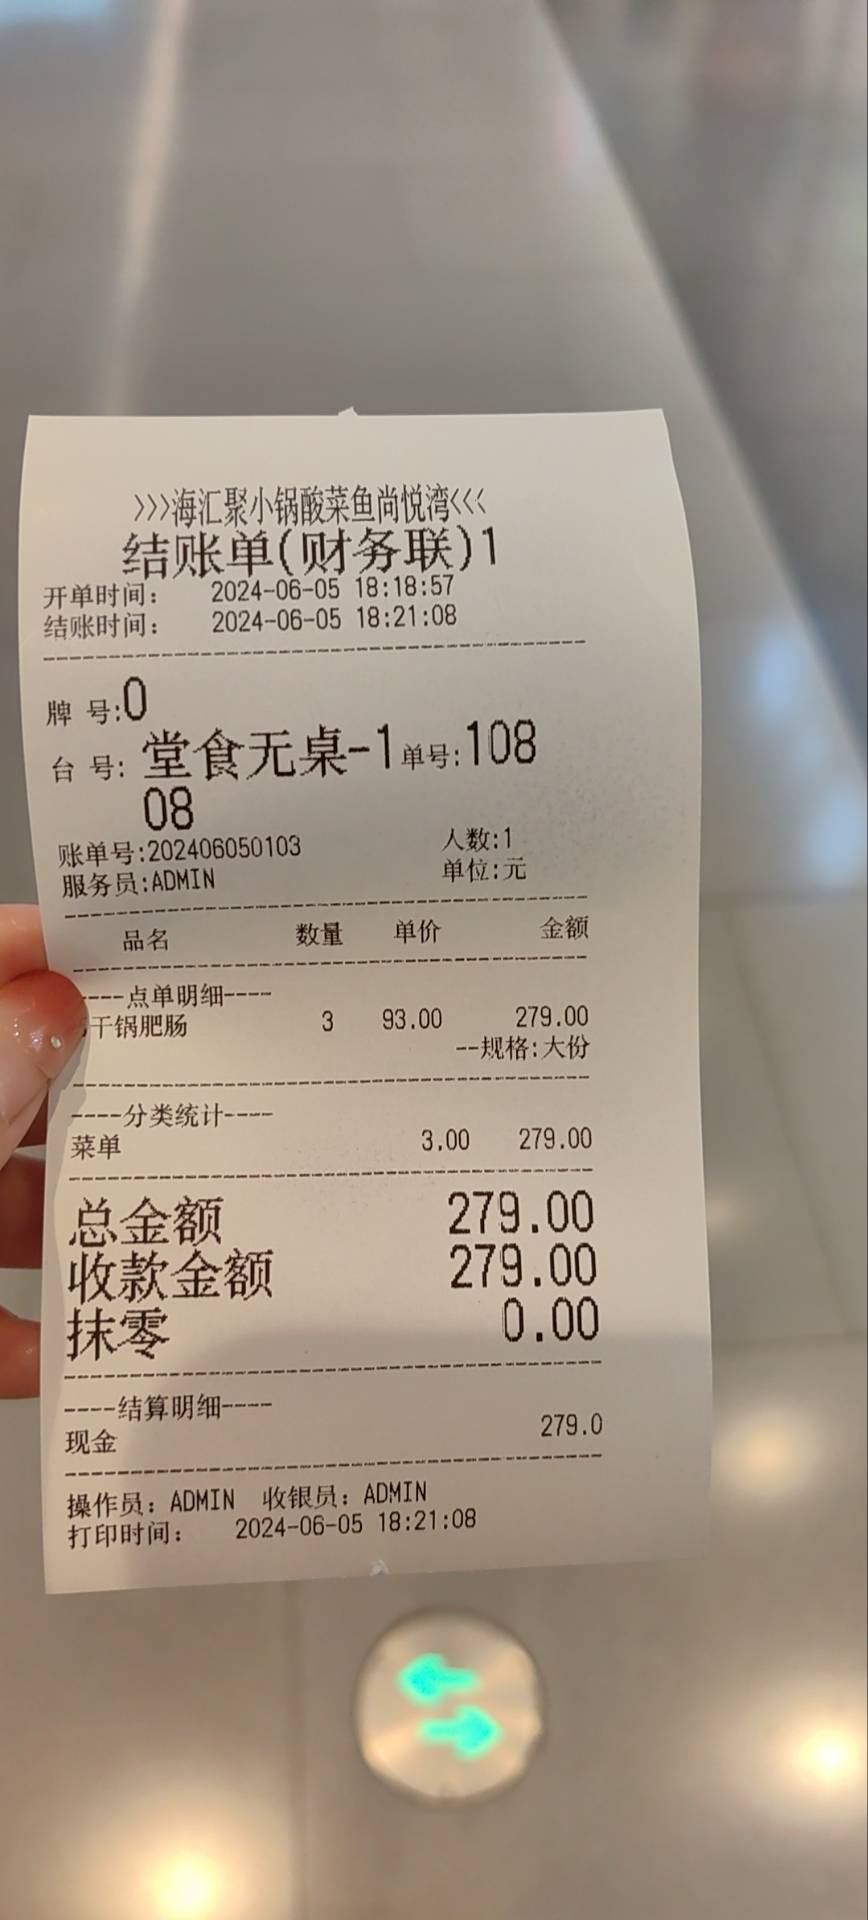 >>>海汇聚小锅酸菜鱼尚悦湾<<<
结账单(财务联)1
开单时间: 2024-06-05 18:18:57
结账时间: 2024-06-05 18:21:08
牌 号:0
台 号: 堂食无桌-1 单号:108
08
账单号:202406050103 人数:1
服务员:ADMIN 单位:元
品名 数量 单价 金额
----点单明细----
干锅肥肠 3 93.00 279.00
--规格:大份
----分类统计----
菜单 3.00 279.00
总金额 279.00
收款金额 279.00
抹零 0.00
----结算明细----
现金 279.0
操作员: ADMIN 收银员: ADMIN
打印时间: 2024-06-05 18:21:08